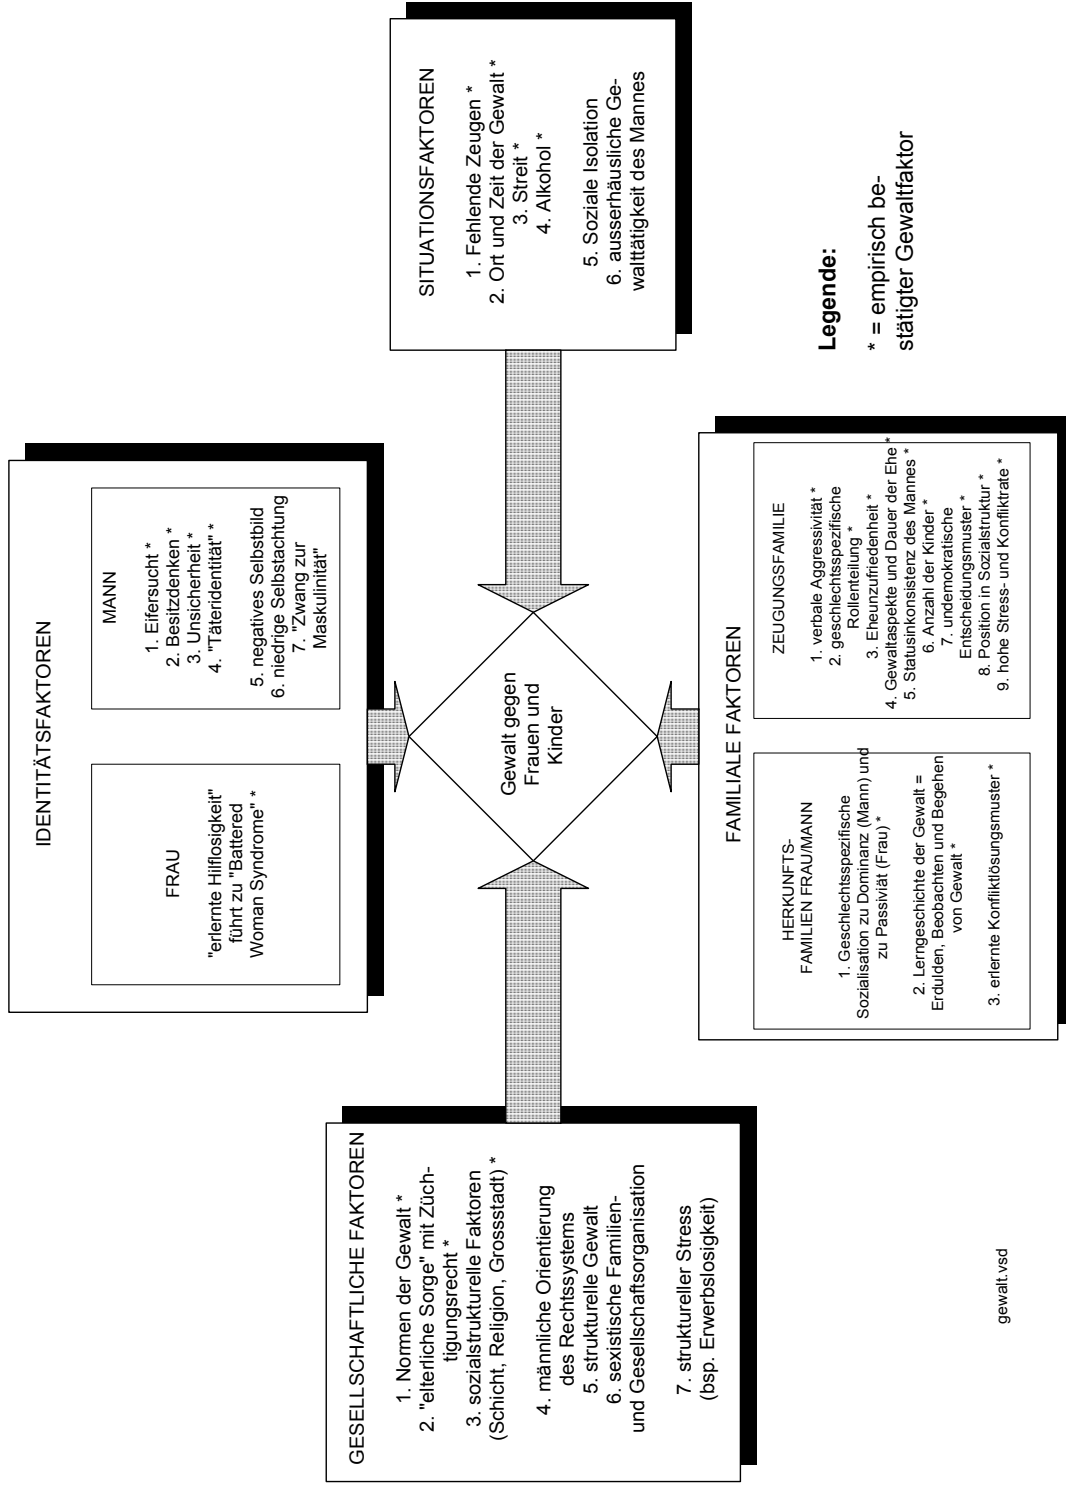 IDENTITÄTSFAKTOREN
FRAU
"erlernte Hilflosigkeit"
führt zu "Battered
Woman Syndrome" *
MANN
1. Eifersucht *
2. Besitzdenken *
3. Unsicherheit *
4. "Täteridentität" *
5. negatives Selbstbild
6. niedrige Selbstachtung
7. "Zwang zur
Maskulinität"
GESELLSCHAFTLICHE FAKTOREN
1. Normen der Gewalt *
2. "elterliche Sorge" mit Züch-
tigungsrecht *
3. sozialstrukturelle Faktoren
(Schicht, Religion, Grossstadt) *
4. männliche Orientierung
des Rechtssystems
5. strukturelle Gewalt
6. sexistische Familien-
und Gesellschaftsorganisation
7. struktureller Stress
(bsp. Erwerbslosigkeit)
Gewalt gegen
Frauen und
Kinder
SITUATIONSFAKTOREN
1. Fehlende Zeugen *
2. Ort und Zeit der Gewalt *
3. Streit *
4. Alkohol *
5. Soziale Isolation
6. ausserhäusliche Ge-
walttätigkeit des Mannes
FAMILIALE FAKTOREN
HERKUNFTS-
FAMILIEN FRAU/MANN
1. Geschlechtsspezifische
Sozialisation zu Dominanz (Mann) und
zu Passiviät (Frau) *
2. Lerngeschichte der Gewalt =
Erdulden, Beobachten und Begehen
von Gewalt *
3. erlernte Konfliktlösungsmuster *
ZEUGUNGSFAMILIE
1. verbale Aggressivität *
2. geschlechtsspezifische
Rollenteilung *
3. Eheunzufriedenheit *
4. Gewaltaspekte und Dauer der Ehe *
5. Statusinkonsistenz des Mannes *
6. Anzahl der Kinder *
7. undemokratische
Entscheidungsmuster *
8. Position in Sozialstruktur *
9. hohe Stress- und Konfliktrate *
Legende:
* = empirisch be-
stätigter Gewaltfaktor
gewalt.vsd